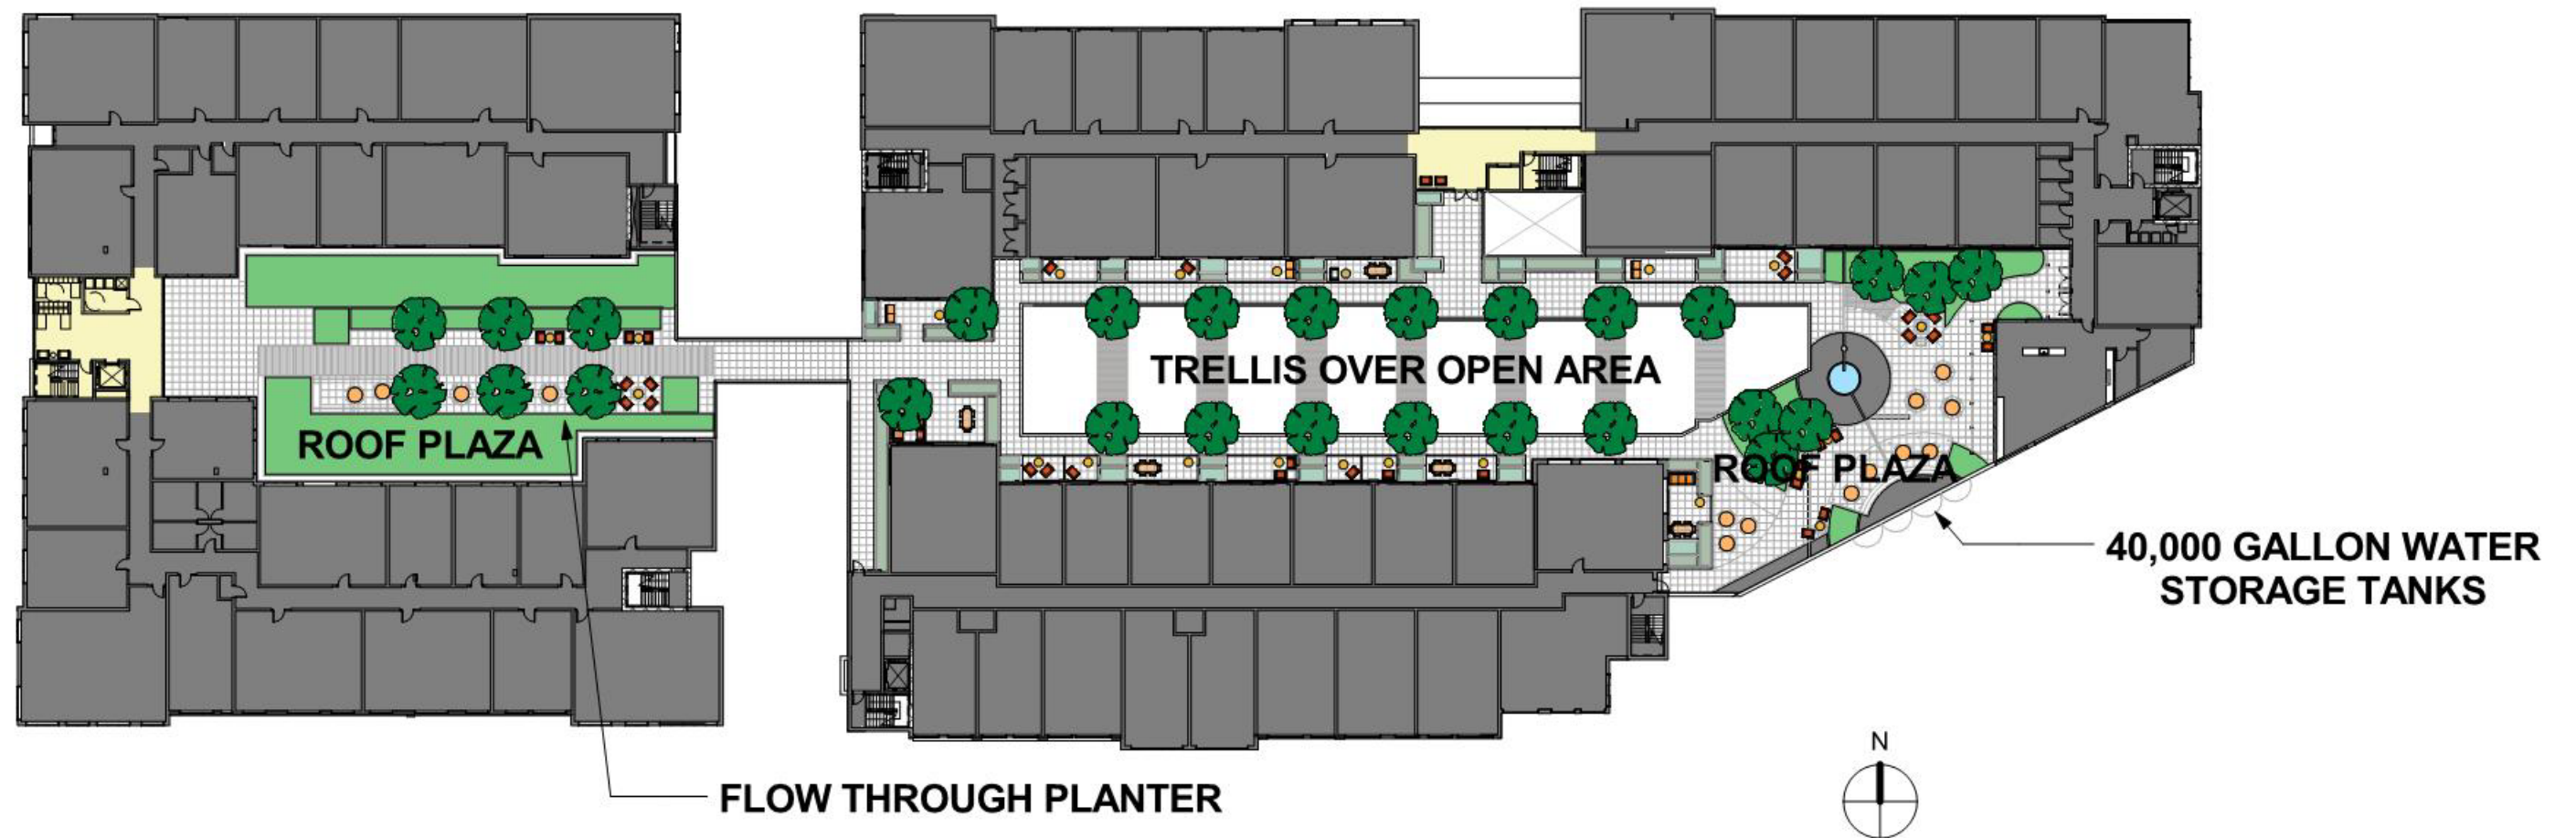 TRELLIS OVER OPEN AREA
ROOF PLAZA
ROOF PLAZA
40,000 GALLON WATER
STORAGE TANKS
FLOW THROUGH PLANTER
N